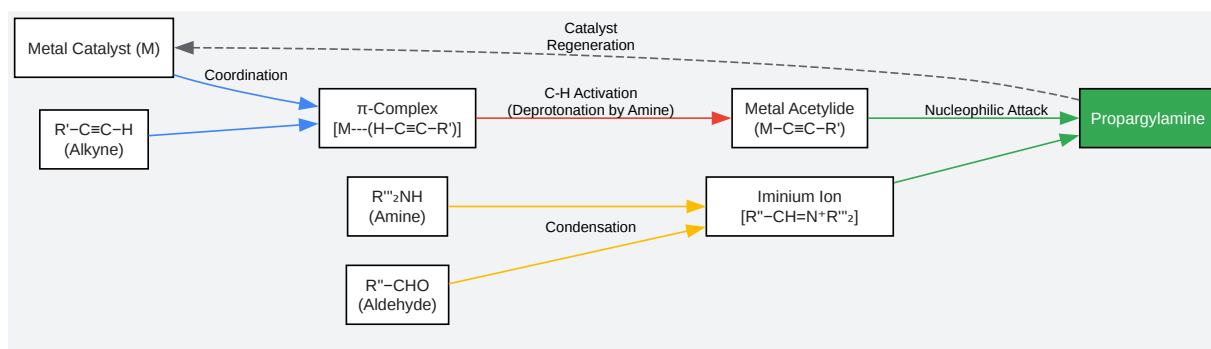 Catalyst
Regeneration
Metal Catalyst (M)
Coordination
R'−C≡C−H
(Alkyne)
π-Complex
[M---(H−C≡C−R')]
C-H Activation
(Deprotonation by Amine)
Metal Acetylide
(M−C≡C−R')
Nucleophilic Attack
Propargylamine
R'''₂NH
(Amine)
Condensation
Iminium Ion
[R''−CH=N⁺R'''₂]
R''−CHO
(Aldehyde)